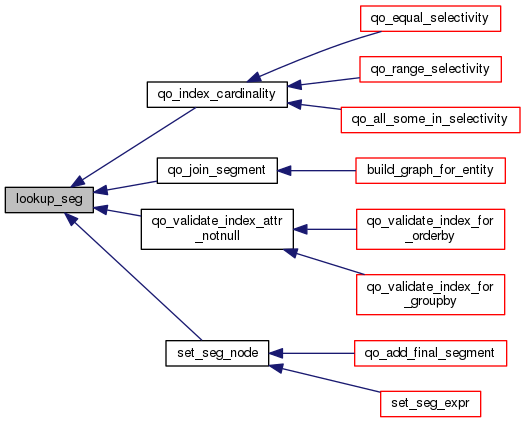 qo_equal_selectivity
qo_range_selectivity
qo_index_cardinality
qo_all_some_in_selectivity
qo_join_segment
build_graph_for_entity
lookup_seg
qo_validate_index_attr
_notnull
qo_validate_index_for
_orderby
qo_validate_index_for
_groupby
set_seg_node
qo_add_final_segment
set_seg_expr